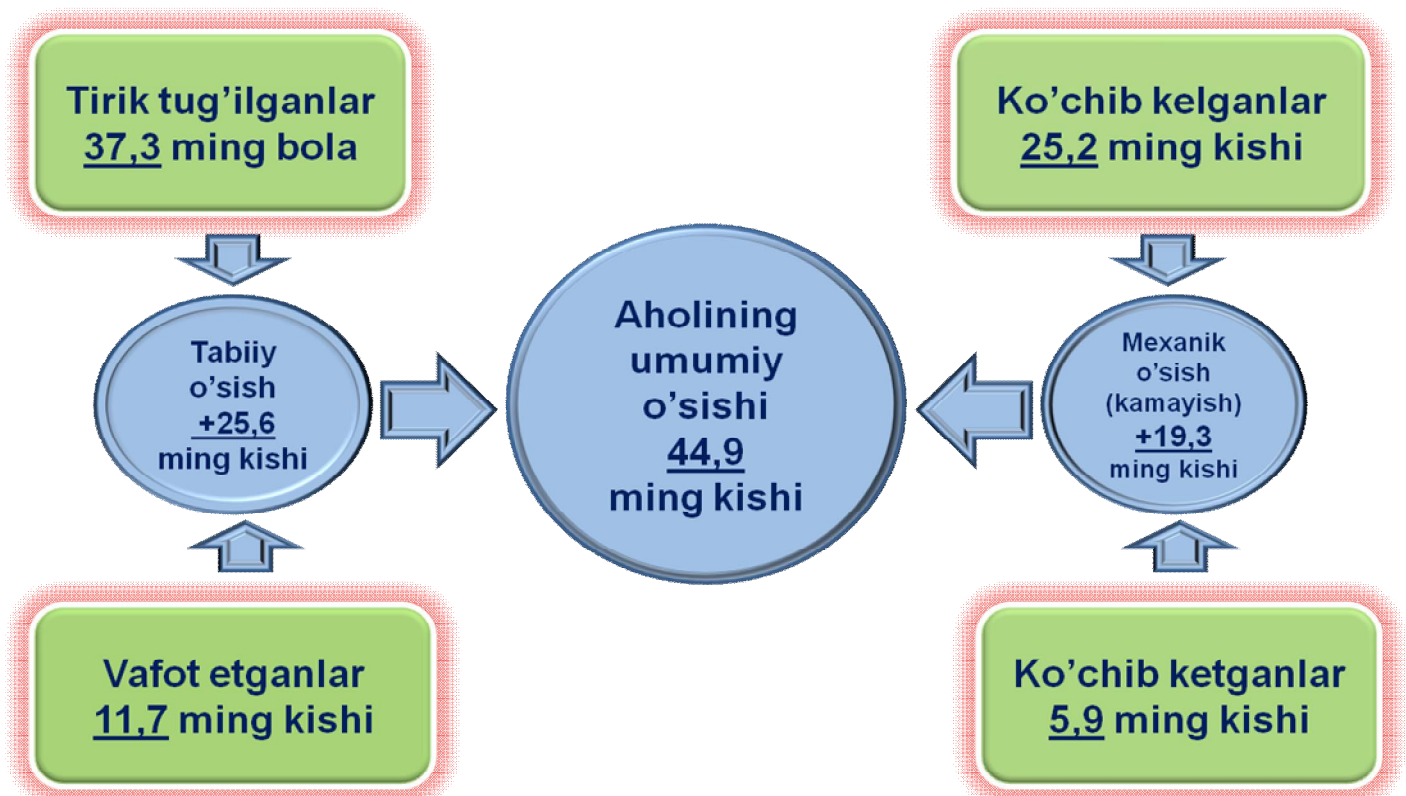 Tirik tug’ilganlar
37,3 ming bola
Ko’chib kelganlar
25,2 ming kishi
Tabiiy
o’sish
+25,6
ming kishi
Aholining
umumiy
o’sishi
44,9
ming kishi
Mexanik
o’sish
(kamayish)
+19,3
ming kishi
Vafot etganlar
11,7 ming kishi
Ko’chib ketganlar
5,9 ming kishi